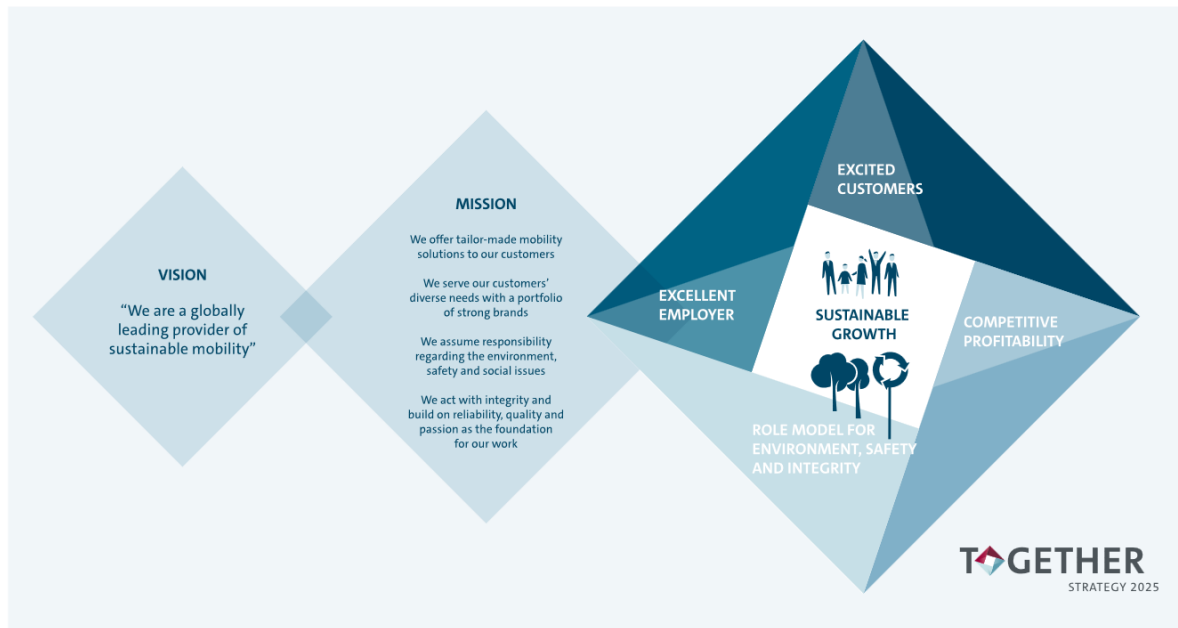 VISION
“We are a globally
leading provider of
sustainable mobility”
MISSION
We offer tailor-made mobility
solutions to our customers
We serve our customers’
diverse needs with a portfolio
of strong brands
We assume responsibility
regarding the environment,
safety and social issues
We act with integrity and
build on reliability, quality and
passion as the foundation
for our work
EXCITED
CUSTOMERS
EXCELLENT
EMPLOYER
SUSTAINABLE
GROWTH
COMPETITIVE
PROFITABILITY
ROLE MODEL FOR
ENVIRONMENT, SAFETY
AND INTEGRITY
TOGETHER
STRATEGY 2025